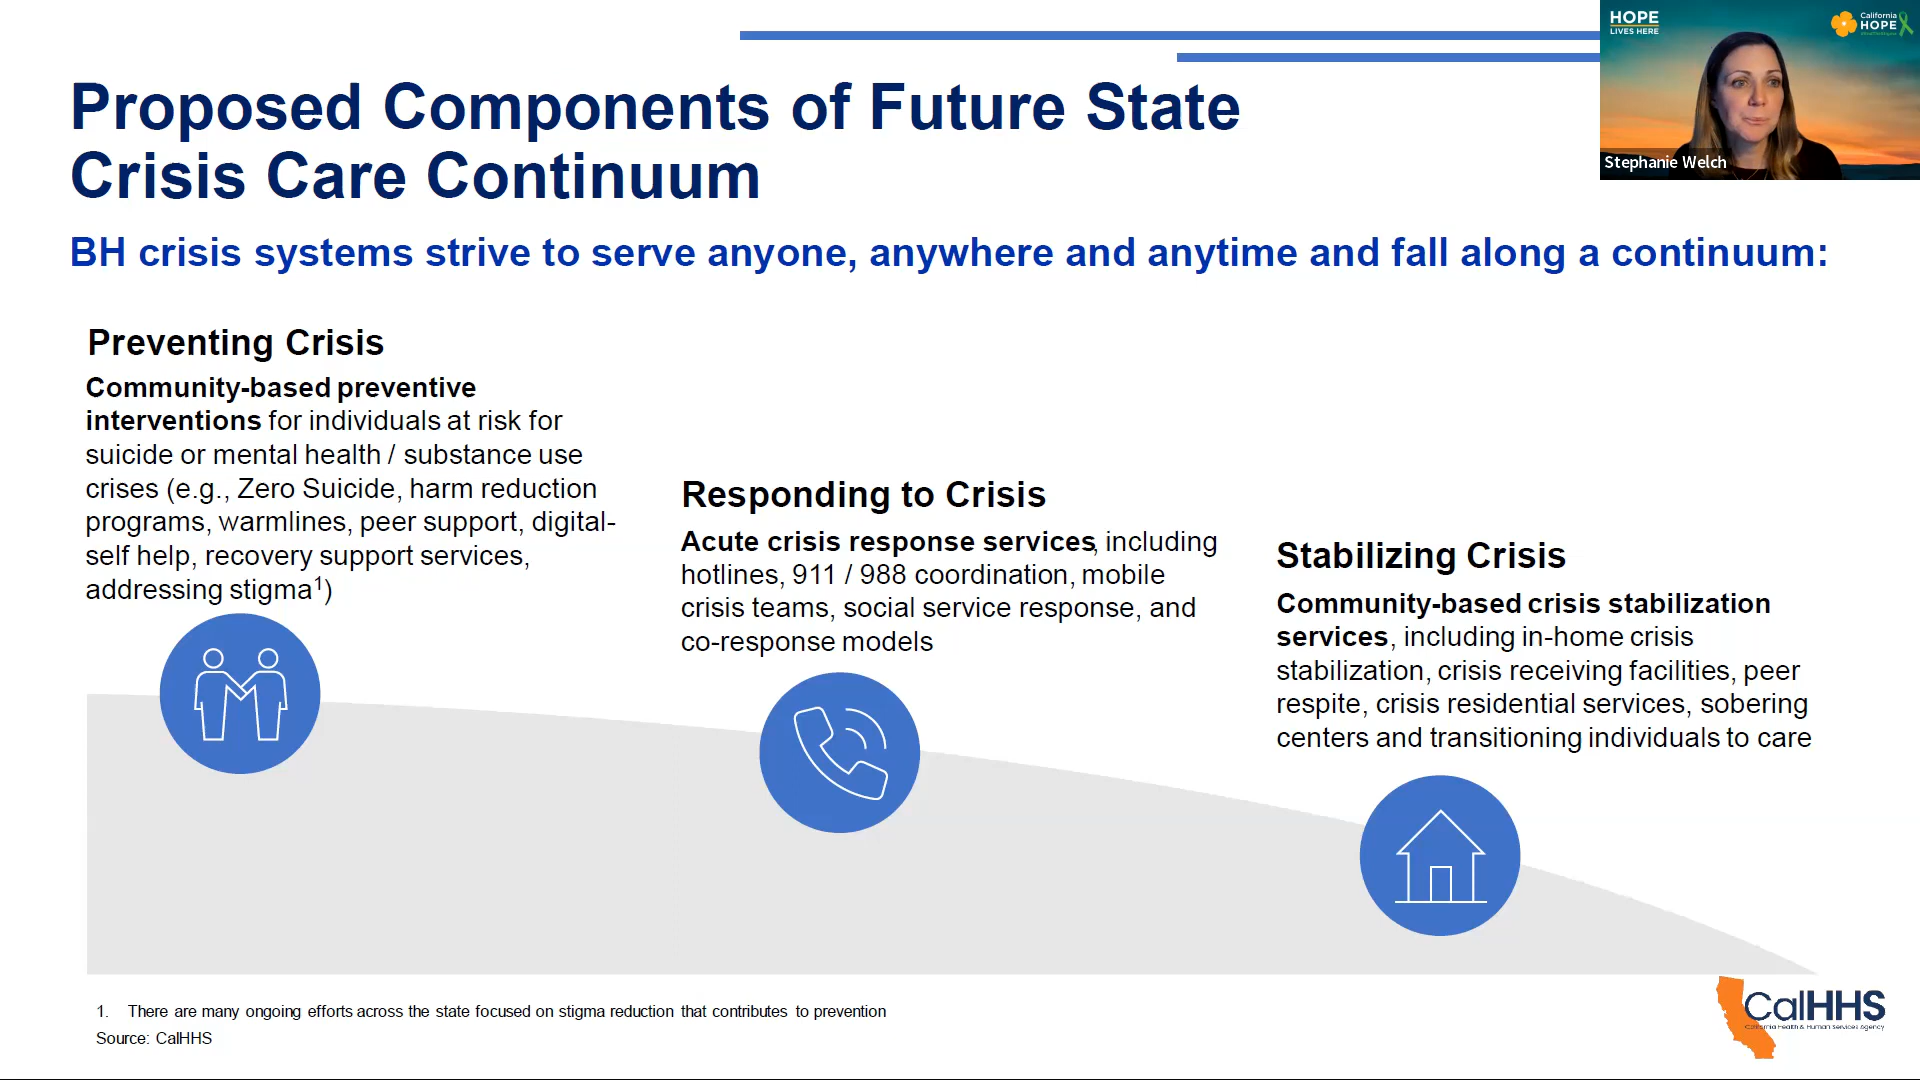 HOPE
LIVES HERE
California
HOPE
Stephanie Welch
Proposed Components of Future State
Crisis Care Continuum
BH crisis systems strive to serve anyone, anywhere and anytime and fall along a continuum:
Preventing Crisis
Community-based preventive
interventions for individuals at risk for
suicide or mental health / substance use
crises (e.g., Zero Suicide, harm reduction
programs, warmlines, peer support, digital-
self help, recovery support services,
addressing stigma¹)
Responding to Crisis
Acute crisis response services, including
hotlines, 911 / 988 coordination, mobile
crisis teams, social service response, and
co-response models
Stabilizing Crisis
Community-based crisis stabilization
services, including in-home crisis
stabilization, crisis receiving facilities, peer
respite, crisis residential services, sobering
centers and transitioning individuals to care
1. There are many ongoing efforts across the state focused on stigma reduction that contributes to prevention
Source: CalHHS
CalHHS
California Health & Human Services Agency